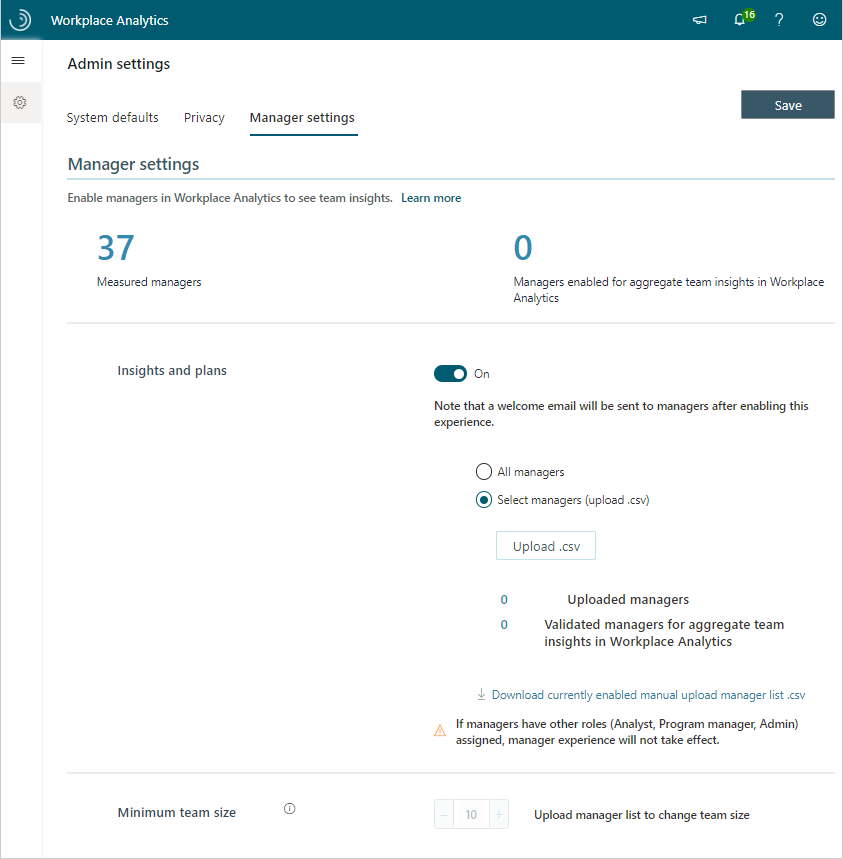 Workplace Analytics
16
?
Admin settings
System defaults
Privacy
Manager settings
Save
Manager settings
Enable managers in Workplace Analytics to see team insights. Learn more
37
Measured managers
0
Managers enabled for aggregate team insights in Workplace
Analytics
Insights and plans
On
Note that a welcome email will be sent to managers after enabling this
experience.
All managers
Select managers (upload .csv)
Upload .csv
0 Uploaded managers
0 Validated managers for aggregate team
insights in Workplace Analytics
Download currently enabled manual upload manager list .csv
If managers have other roles (Analyst, Program manager, Admin)
assigned, manager experience will not take effect.
Minimum team size
− 10 +
Upload manager list to change team size